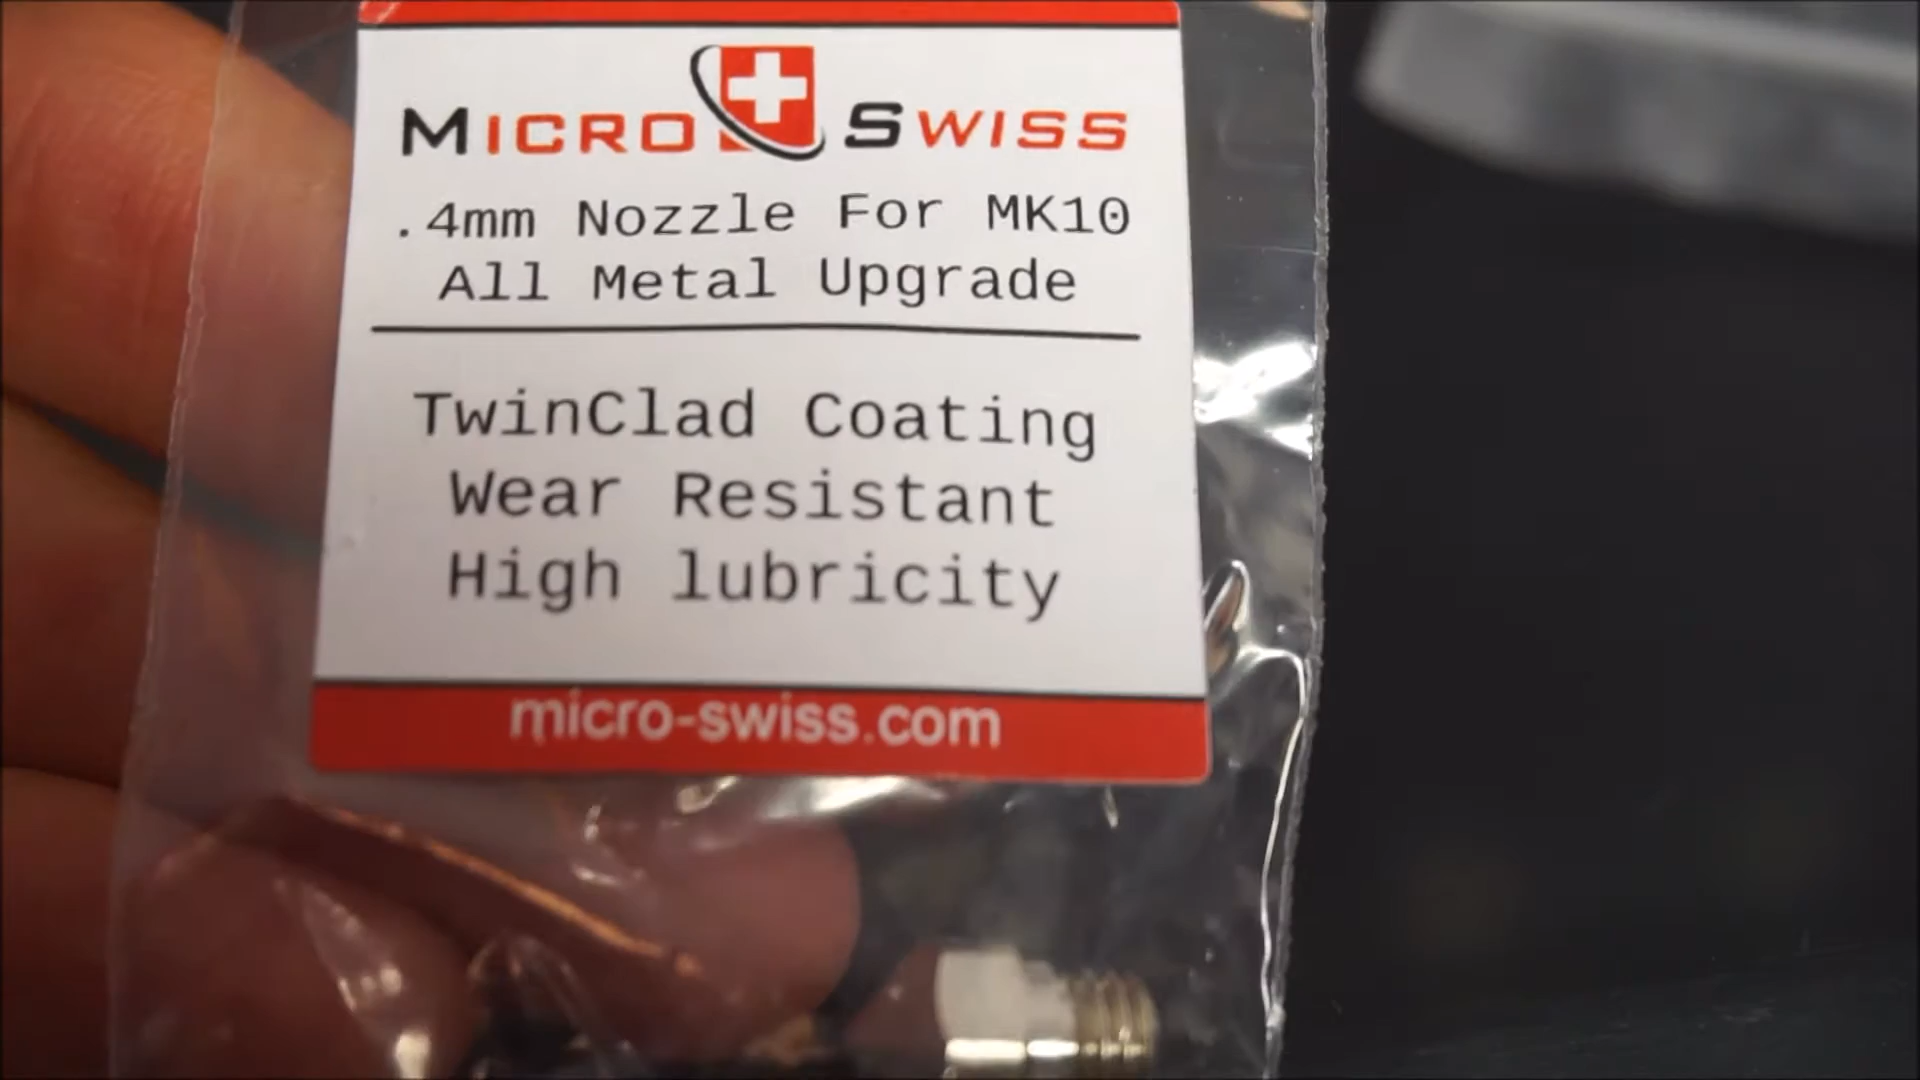 MICRO SWISS
.4mm Nozzle For MK10
All Metal Upgrade
TwinClad Coating
Wear Resistant
High lubricity
micro-swiss.com